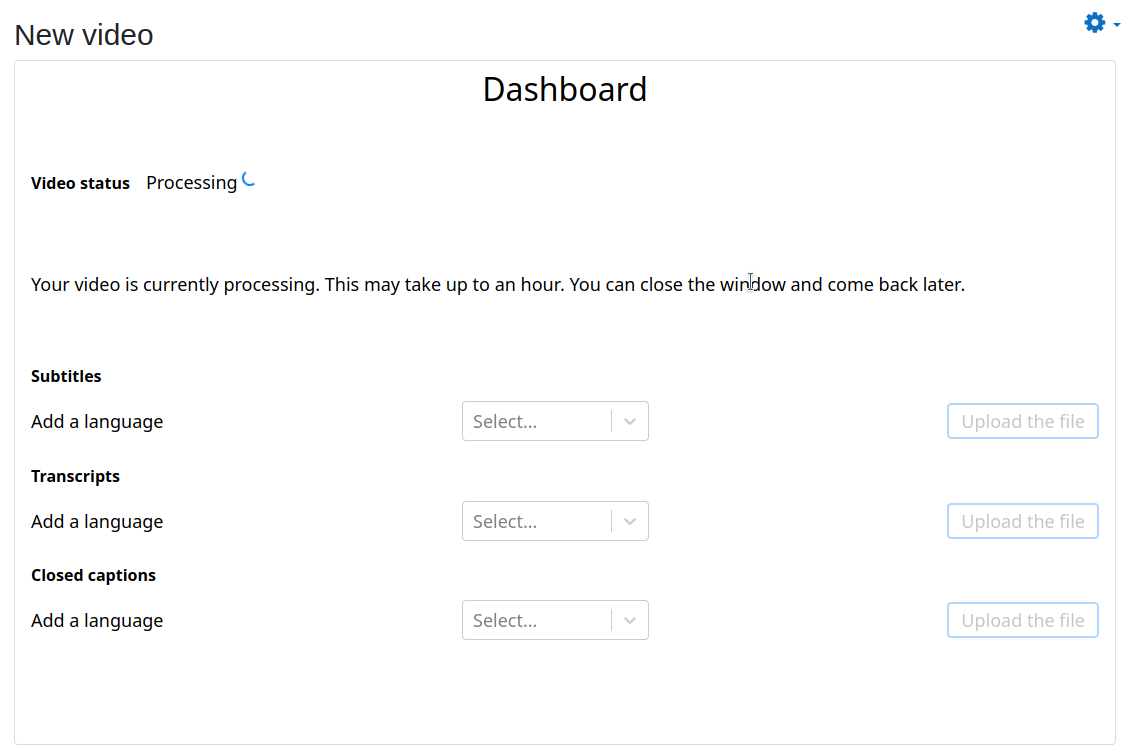 New video
Dashboard
Video status Processing
Your video is currently processing. This may take up to an hour. You can close the window and come back later.
Subtitles
Add a language Select... Upload the file
Transcripts
Add a language Select... Upload the file
Closed captions
Add a language Select... Upload the file